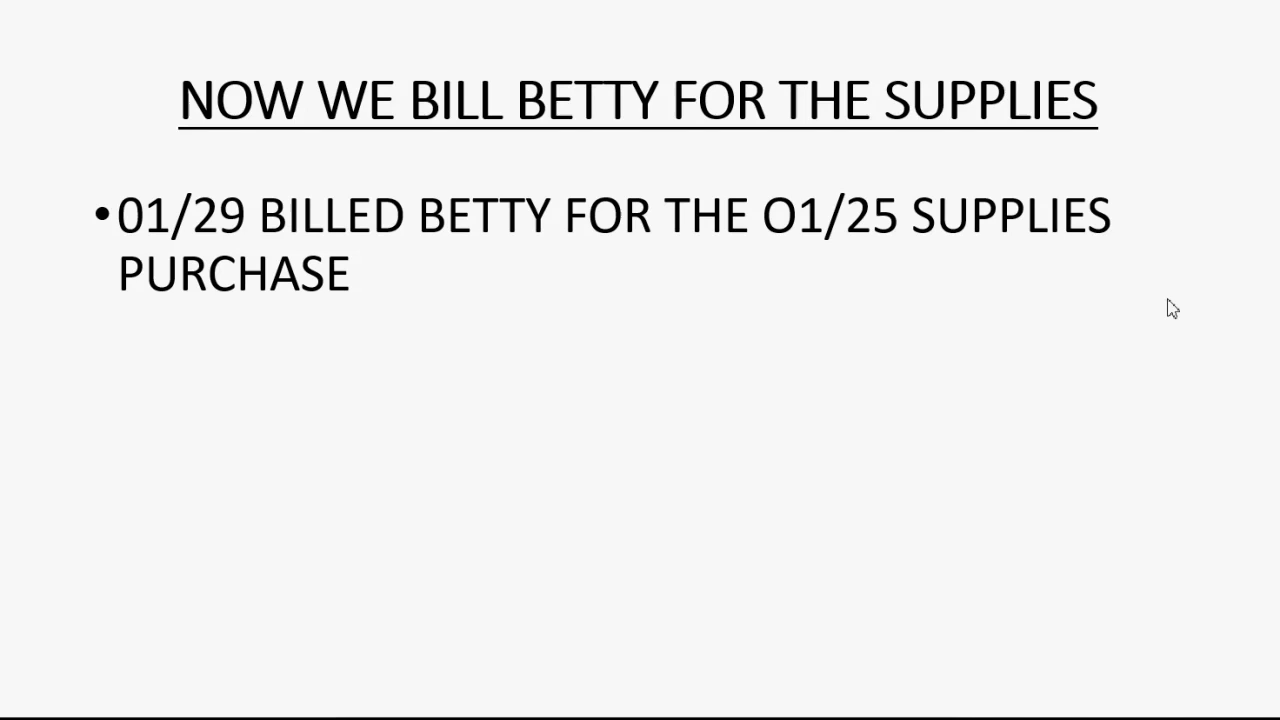 NOW WE BILL BETTY FOR THE SUPPLIES
•01/29 BILLED BETTY FOR THE O1/25 SUPPLIES
PURCHASE